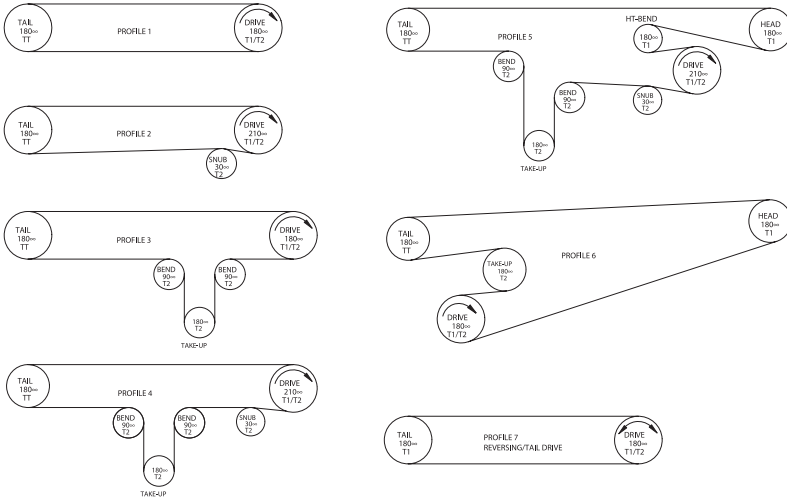 TAIL
180∞
TT
PROFILE 1
DRIVE
180∞
T1/T2
TAIL
180∞
TT
PROFILE 2
DRIVE
210∞
T1/T2
SNUB
30∞
T2
TAIL
180∞
TT
PROFILE 3
DRIVE
180∞
T1/T2
BEND
90∞
T2
BEND
90∞
T2
180∞
T2
TAKE-UP
TAIL
180∞
TT
PROFILE 4
DRIVE
210∞
T1/T2
BEND
90∞
T2
BEND
90∞
T2
SNUB
30∞
T2
180∞
T2
TAKE-UP
TAIL
180∞
TT
PROFILE 5
HT-BEND
180∞
T1
HEAD
180∞
T1
BEND
90∞
T2
DRIVE
210∞
T1/T2
BEND
90∞
T2
SNUB
30∞
T2
180∞
T2
TAKE-UP
TAIL
180∞
TT
HEAD
180∞
T1
PROFILE 6
TAKE-UP
180∞
T2
DRIVE
180∞
T1/T2
TAIL
180∞
T1
PROFILE 7
REVERSING/TAIL DRIVE
DRIVE
180∞
T1/T2